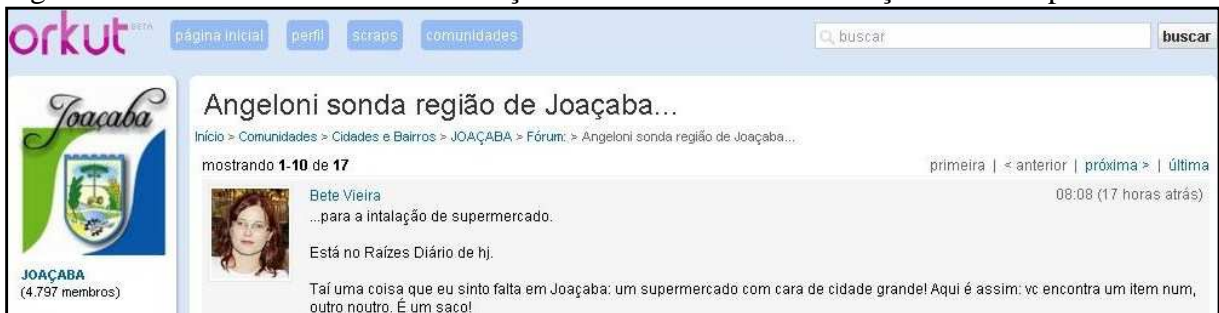 orkut BETA
página inicial perfil scraps comunidades
buscar buscar
Joaçaba
Angeloni sonda região de Joaçaba...
Início > Comunidades > Cidades e Bairros > JOAÇABA > Fórum: > Angeloni sonda região de Joaçaba...
mostrando 1-10 de 17
primeira | < anterior | próxima > | última
Bete Vieira
08:08 (17 horas atrás)
...para a intalação de supermercado.
Está no Raízes Diário de hj.
Taí uma coisa que eu sinto falta em Joaçaba: um supermercado com cara de cidade grande! Aqui é assim: vc encontra um item num,
outro noutro. É um saco!
JOAÇABA
(4.797 membros)